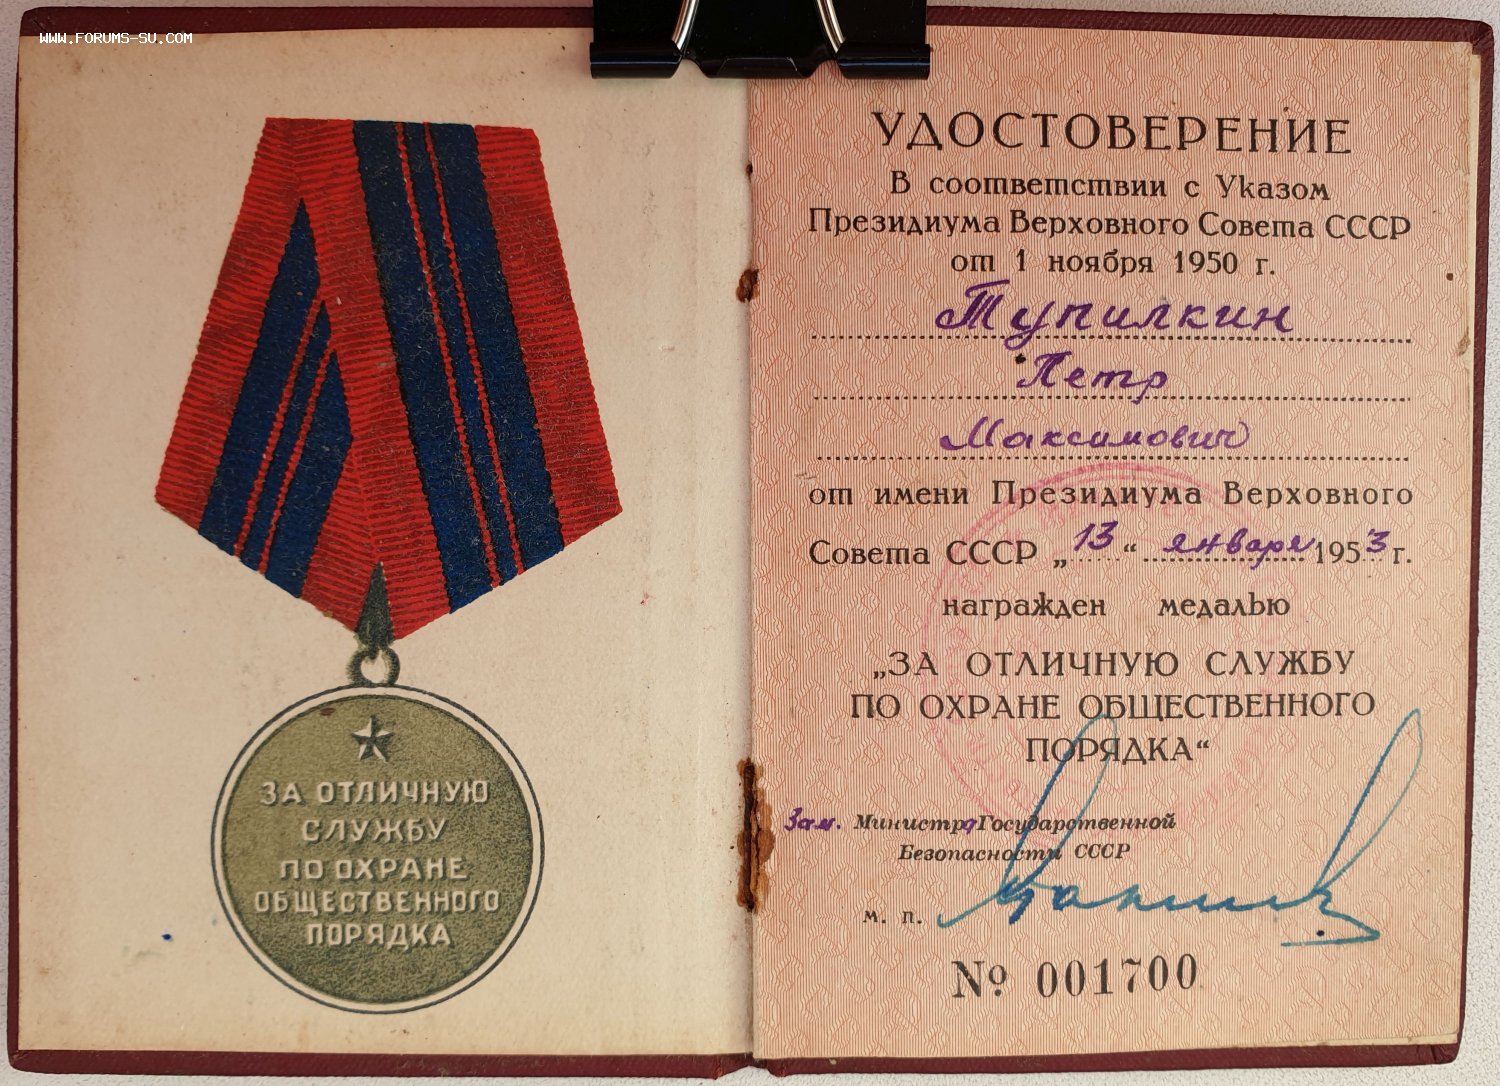 WWW.FORUMS-SU.COM
ЗА ОТЛИЧНУЮ
СЛУЖБУ
ПО ОХРАНЕ
ОБЩЕСТВЕННОГО
ПОРЯДКА
УДОСТОВЕРЕНИЕ
В соответствии с Указом
Президиума Верховного Совета СССР
от 1 ноября 1950 г.
Тупилкин
Петр
Максимович
от имени Президиума Верховного
Совета СССР „13“ января 1953 г.
награжден медалью
„ЗА ОТЛИЧНУЮ СЛУЖБУ
ПО ОХРАНЕ ОБЩЕСТВЕННОГО
ПОРЯДКА“
Зам. Министра Государственной
Безопасности СССР
м. п.
№ 001700